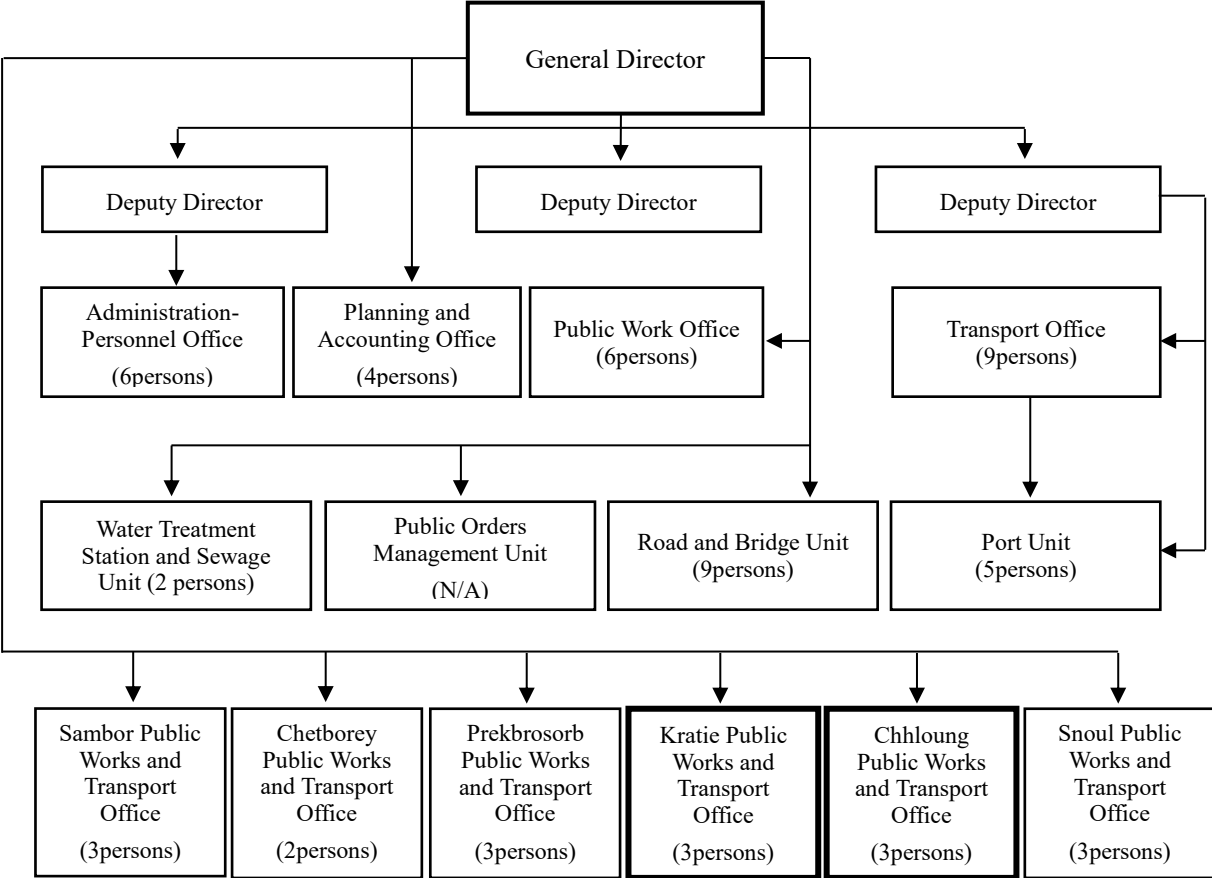 General Director
Deputy Director
Deputy Director
Deputy Director
Administration-
Personnel Office
(6persons)
Planning and
Accounting Office
(4persons)
Public Work Office
(6persons)
Transport Office
(9persons)
Water Treatment
Station and Sewage
Unit (2 persons)
Public Orders
Management Unit
(N/A)
Road and Bridge Unit
(9persons)
Port Unit
(5persons)
Sambor Public
Works and
Transport
Office
(3persons)
Chetborey
Public Works
and Transport
Office
(2persons)
Prekbrosorb
Public Works
and Transport
Office
(3persons)
Kratie Public
Works and
Transport
Office
(3persons)
Chhloung
Public Works
and Transport
Office
(3persons)
Snoul Public
Works and
Transport
Office
(3persons)